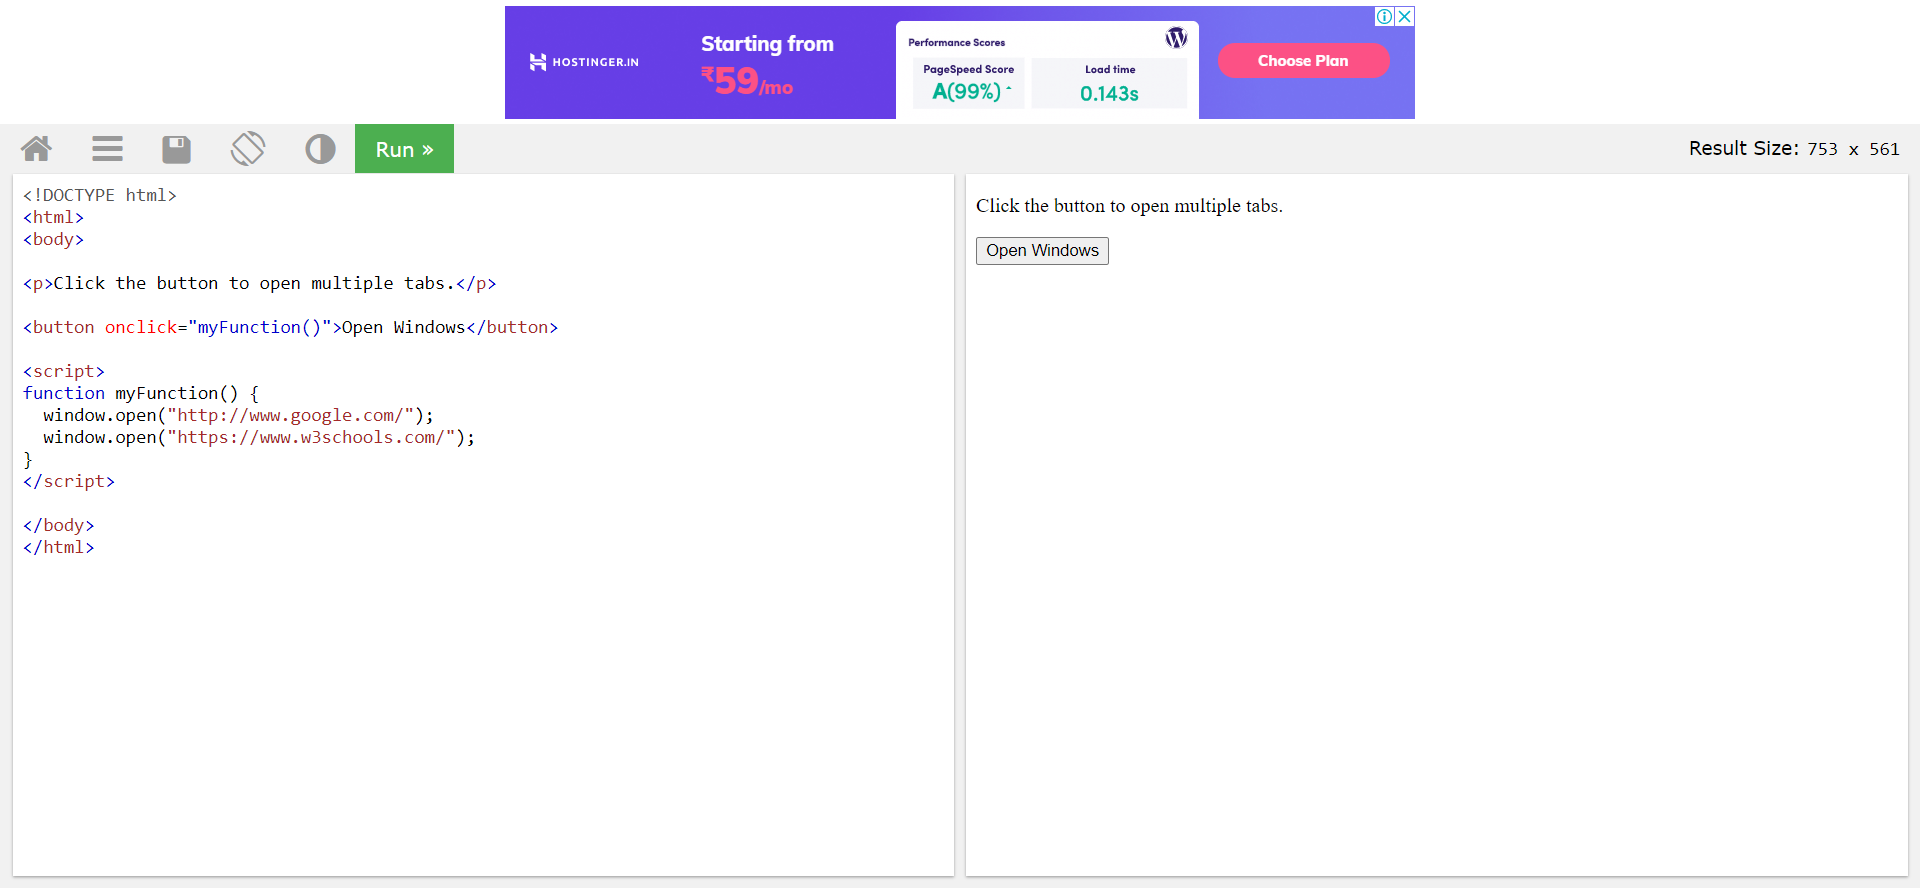 HOSTINGER.IN
Starting from
₹59/mo
Performance Scores
PageSpeed Score
A(99%)
Load time
0.143s
Choose Plan
Run »
Result Size: 753 x 561
<!DOCTYPE html>
<html>
<body>
<p>Click the button to open multiple tabs.</p>
<button onclick="myFunction()">Open Windows</button>
<script>
function myFunction() {
  window.open("http://www.google.com/");
  window.open("https://www.w3schools.com/");
}
</script>
</body>
</html>
Click the button to open multiple tabs.
Open Windows